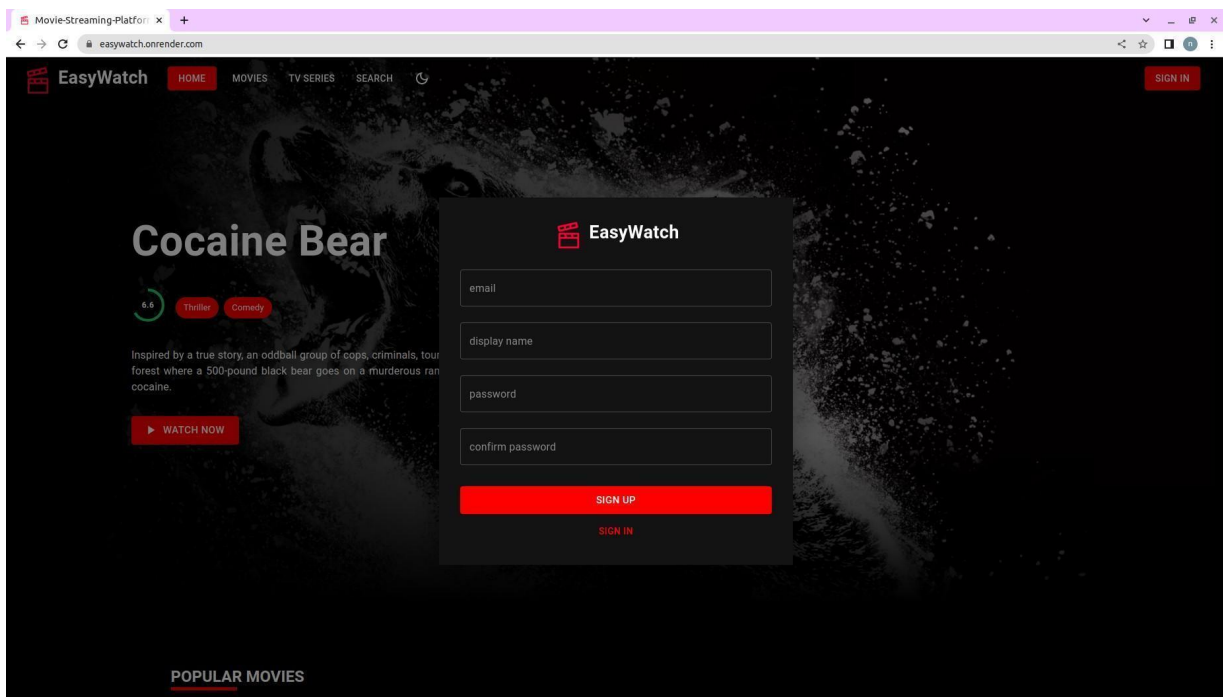 Movie-Streaming-Platfor
easywatch.onrender.com
n
EasyWatch HOME MOVIES TV SERIES SEARCH SIGN IN
Cocaine Bear
6.6 Thriller Comedy
Inspired by a true story, an oddball group of cops, criminals, tour
forest where a 500-pound black bear goes on a murderous ram
cocaine.
WATCH NOW
EasyWatch
email
display name
password
confirm password
SIGN UP
SIGN IN
POPULAR MOVIES